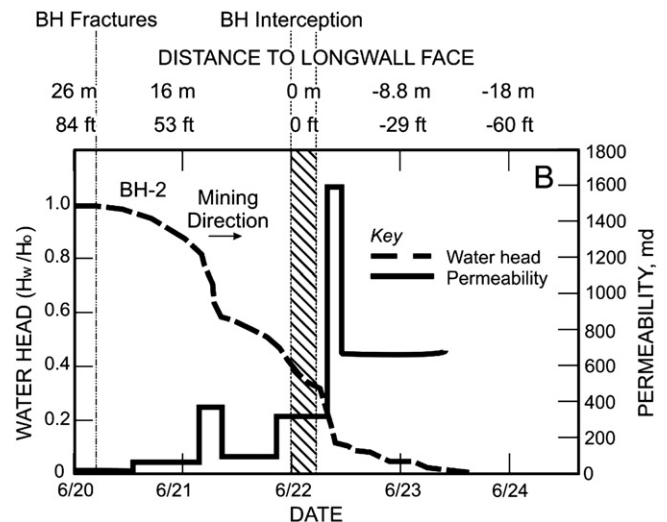 BH Fractures BH Interception
DISTANCE TO LONGWALL FACE
26 m 16 m 0 m -8.8 m -18 m
84 ft 53 ft 0 ft -29 ft -60 ft
WATER HEAD (Hw/Ho)
1.0
0.8
0.6
0.4
0.2
0
BH-2
Mining
Direction
B
Key
Water head
Permeability
1800
1600
1400
1200
1000
800
600
400
200
0
PERMEABILITY, md
6/20 6/21 6/22 6/23 6/24
DATE